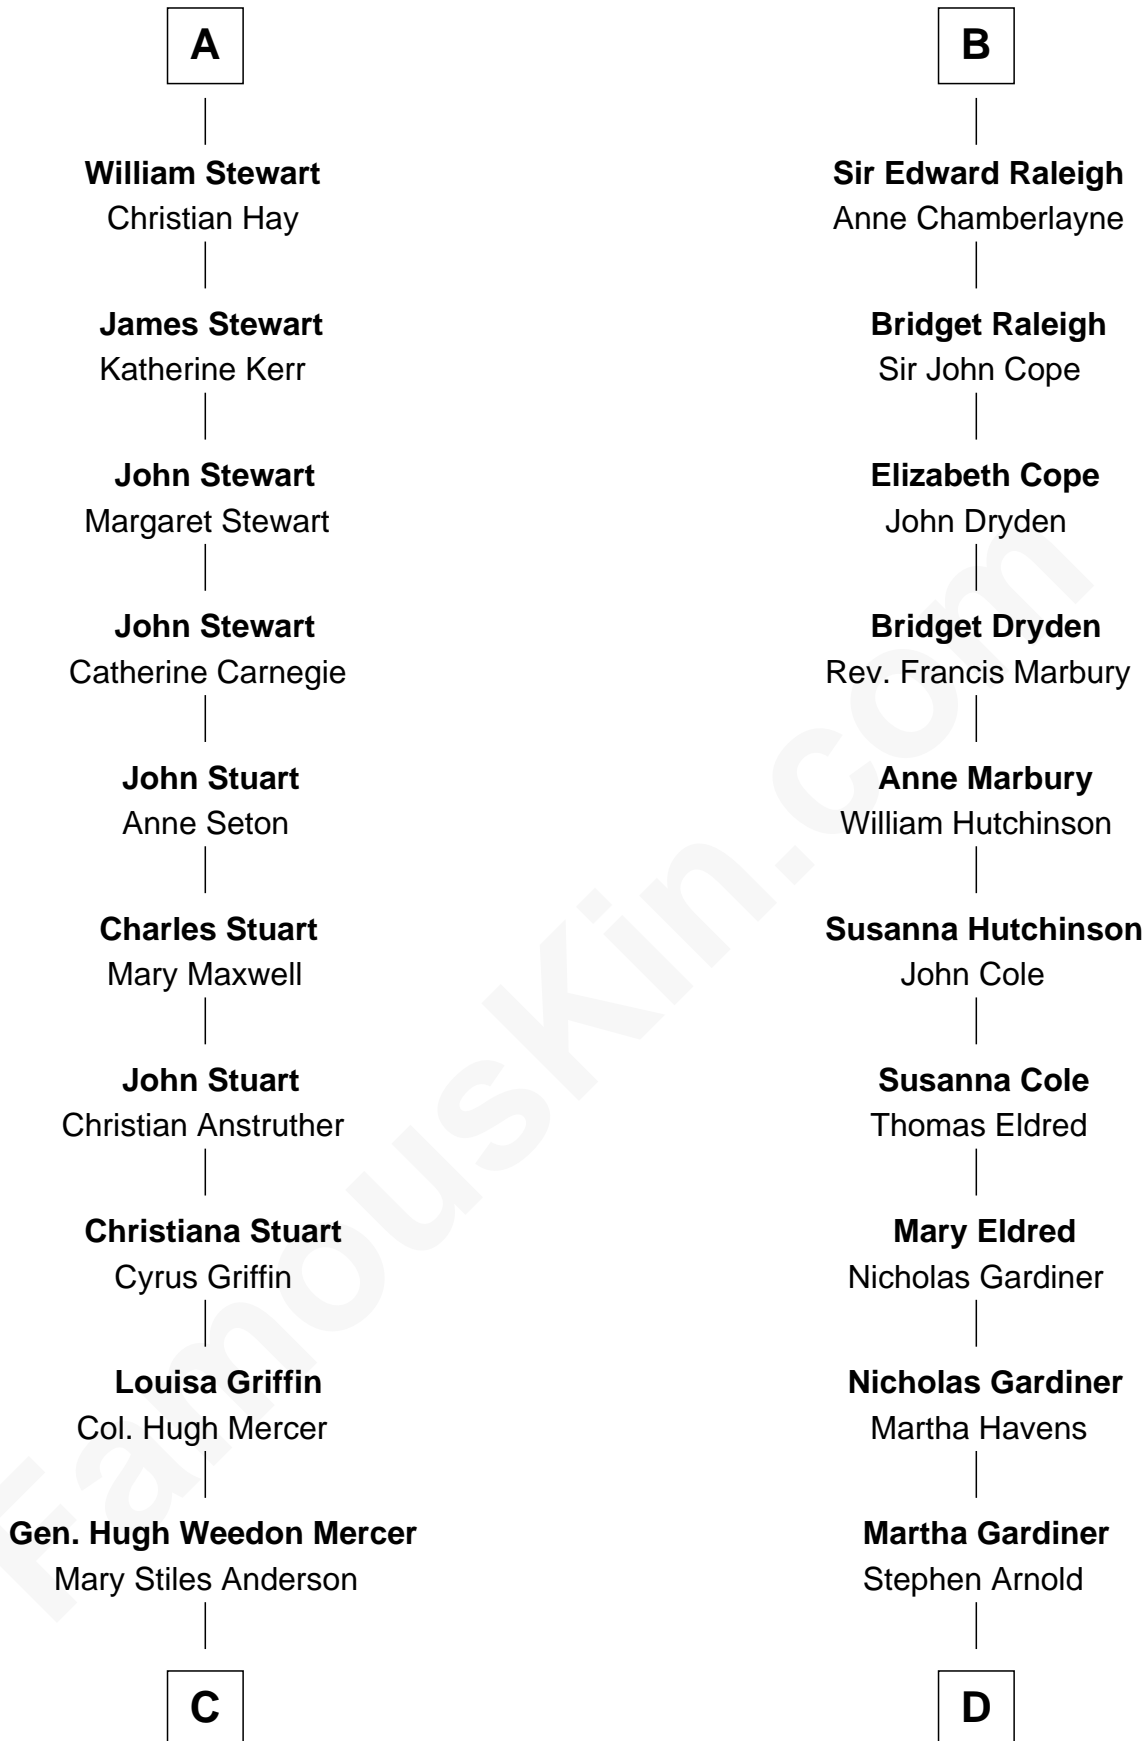 A
William Stewart
Christian Hay
James Stewart
Katherine Kerr
John Stewart
Margaret Stewart
John Stewart
Catherine Carnegie
John Stuart
Anne Seton
Charles Stuart
Mary Maxwell
John Stuart
Christian Anstruther
Christiana Stuart
Cyrus Griffin
Louisa Griffin
Col. Hugh Mercer
Gen. Hugh Weedon Mercer
Mary Stiles Anderson
C
B
Sir Edward Raleigh
Anne Chamberlayne
Bridget Raleigh
Sir John Cope
Elizabeth Cope
John Dryden
Bridget Dryden
Rev. Francis Marbury
Anne Marbury
William Hutchinson
Susanna Hutchinson
John Cole
Susanna Cole
Thomas Eldred
Mary Eldred
Nicholas Gardiner
Nicholas Gardiner
Martha Havens
Martha Gardiner
Stephen Arnold
D
FamousKin.com